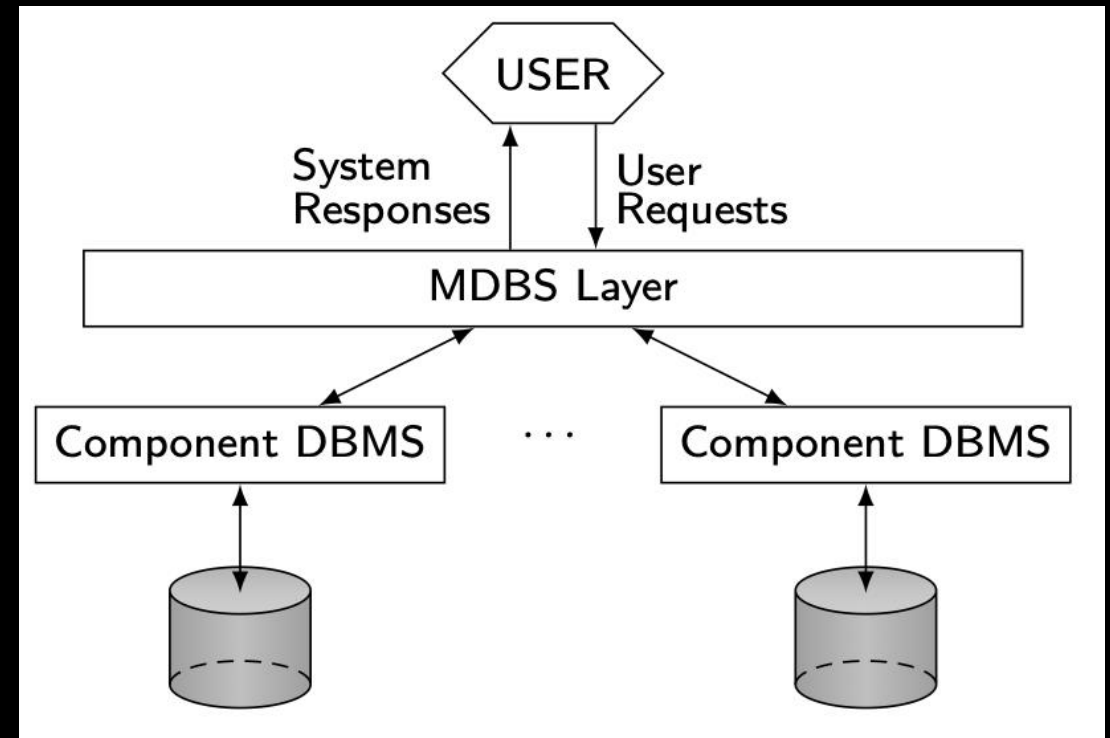 USER
System
Responses
User
Requests
MDBS Layer
Component DBMS
. . .
Component DBMS